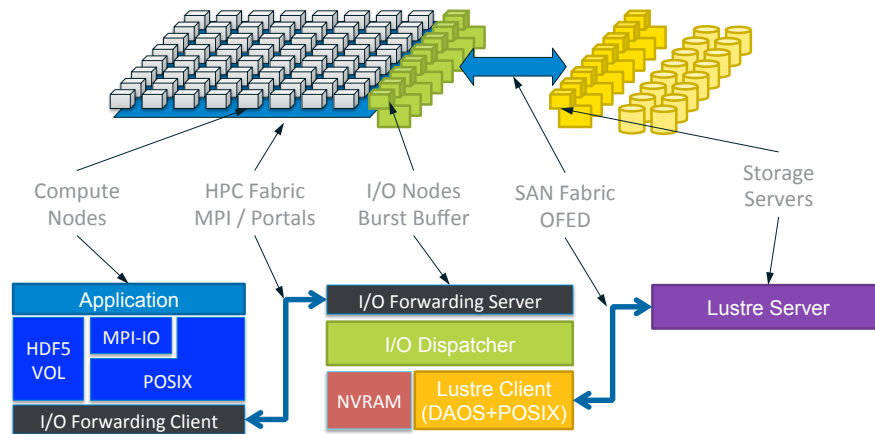 Compute
Nodes
HPC Fabric
MPI / Portals
I/O Nodes
Burst Buffer
SAN Fabric
OFED
Storage
Servers
Application
HDF5
VOL
MPI-IO
POSIX
I/O Forwarding Client
I/O Forwarding Server
I/O Dispatcher
NVRAM
Lustre Client
(DAOS+POSIX)
Lustre Server